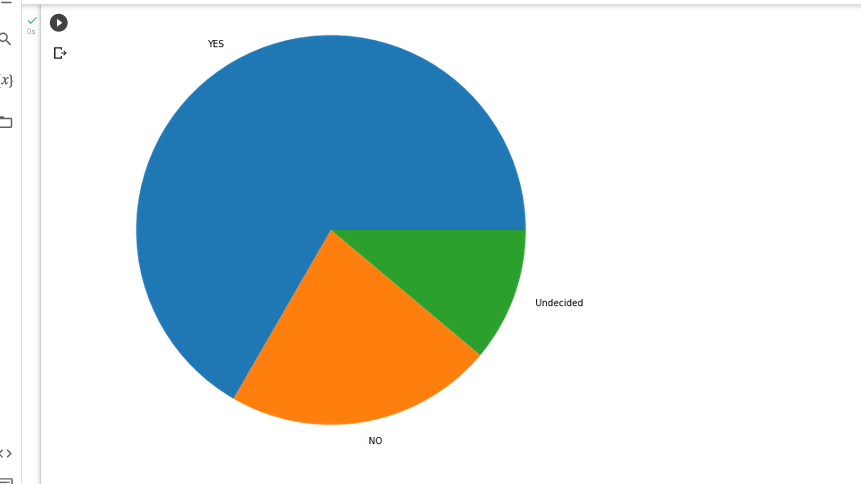 0s
YES
{x}
Undecided
NO
<>